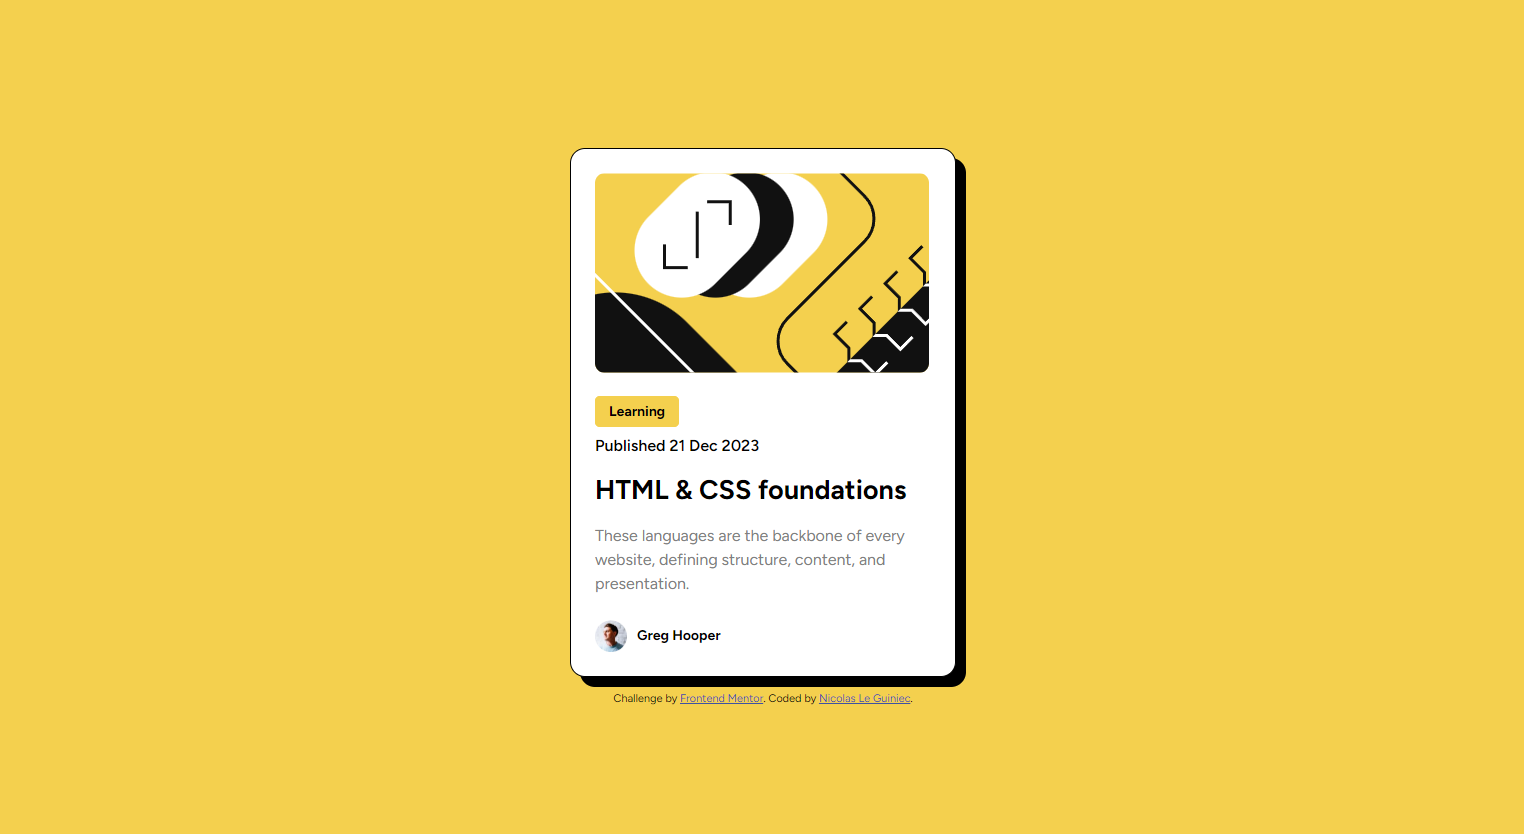 Learning
Published 21 Dec 2023
HTML & CSS foundations
These languages are the backbone of every
website, defining structure, content, and
presentation.
Greg Hooper
Challenge by Frontend Mentor. Coded by Nicolas Le Guiniec.